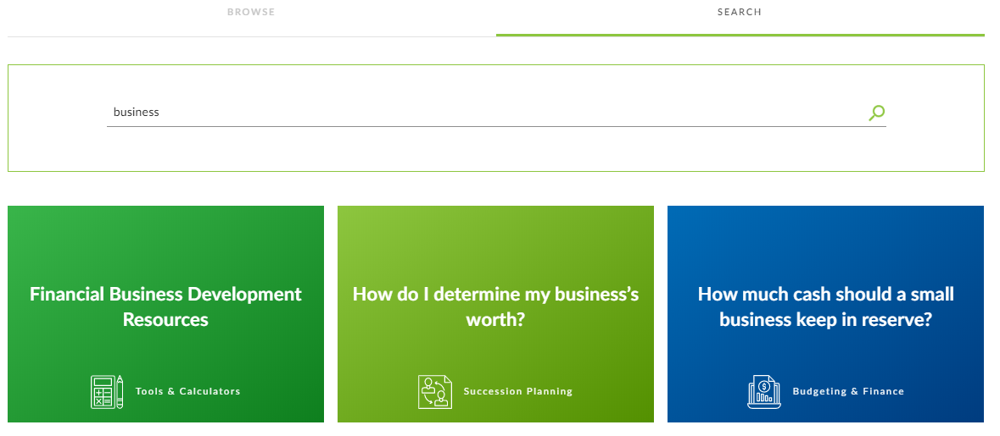 BROWSE
SEARCH
business
Financial Business Development
Resources
Tools & Calculators
How do I determine my business’s
worth?
Succession Planning
How much cash should a small
business keep in reserve?
Budgeting & Finance